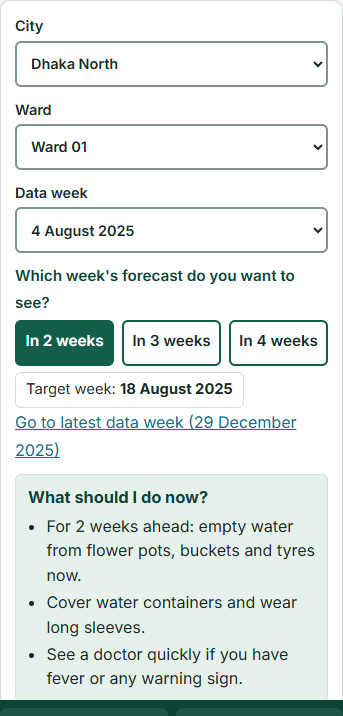 City
Dhaka North
Ward
Ward 01
Data week
4 August 2025
Which week's forecast do you want to
see?
In 2 weeks
In 3 weeks
In 4 weeks
Target week: 18 August 2025
Go to latest data week (29 December
2025)
What should I do now?
• For 2 weeks ahead: empty water
from flower pots, buckets and tyres
now.
• Cover water containers and wear
long sleeves.
• See a doctor quickly if you have
fever or any warning sign.